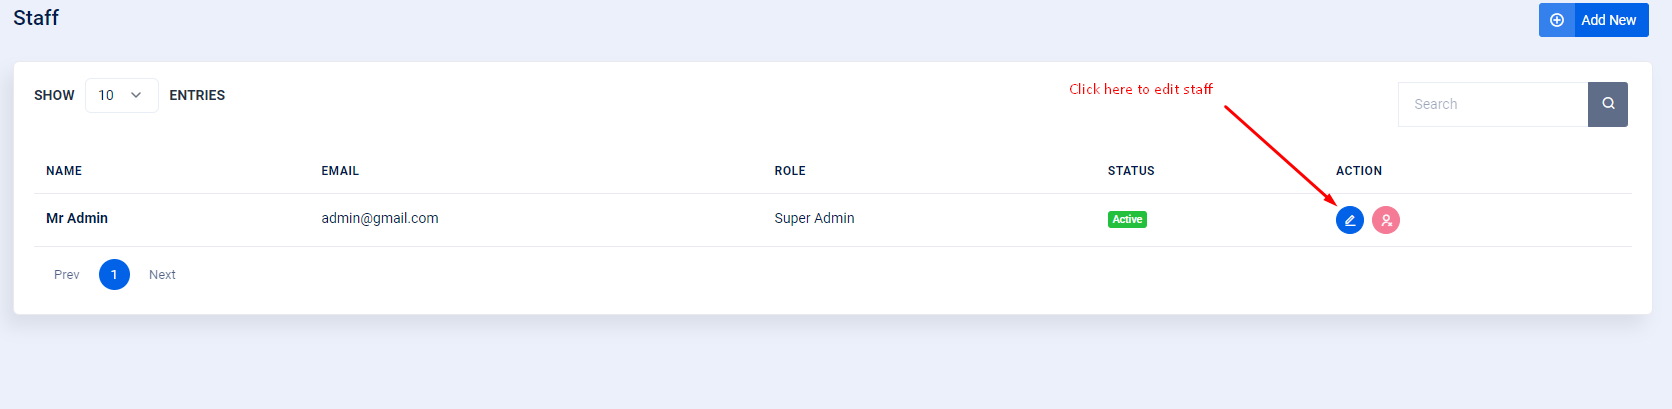 Staff
Add New
SHOW 10 ENTRIES
Click here to edit staff
Search
NAME EMAIL ROLE STATUS ACTION
Mr Admin admin@gmail.com Super Admin Active
Prev 1 Next